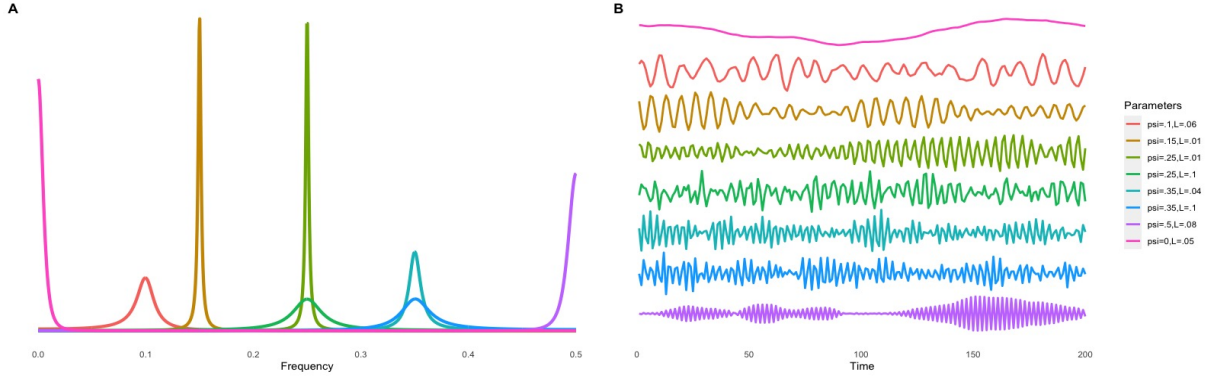 A
0.0 0.1 0.2 0.3 0.4 0.5
Frequency
B
0 50 100 150 200
Time
Parameters
psi=.1,L=.06
psi=.15,L=.01
psi=.25,L=.01
psi=.25,L=.1
psi=.35,L=.04
psi=.35,L=.1
psi=.5,L=.08
psi=0,L=.05